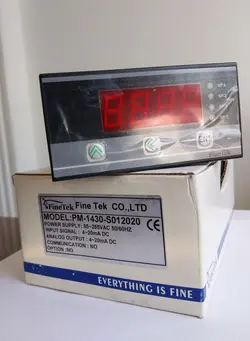 FineTek Fine Tek CO.,LTD
MODEL:PM-1430-S012020
POWER SUPPLY: 90~265VAC 50/60HZ
INPUT SIGNAL : 4~20mA DC
ANALOG OUTPUT: 4~20mA DC
COMMUNICATION : NO
OPTION : NO
CE
EVERYTHING IS FINE